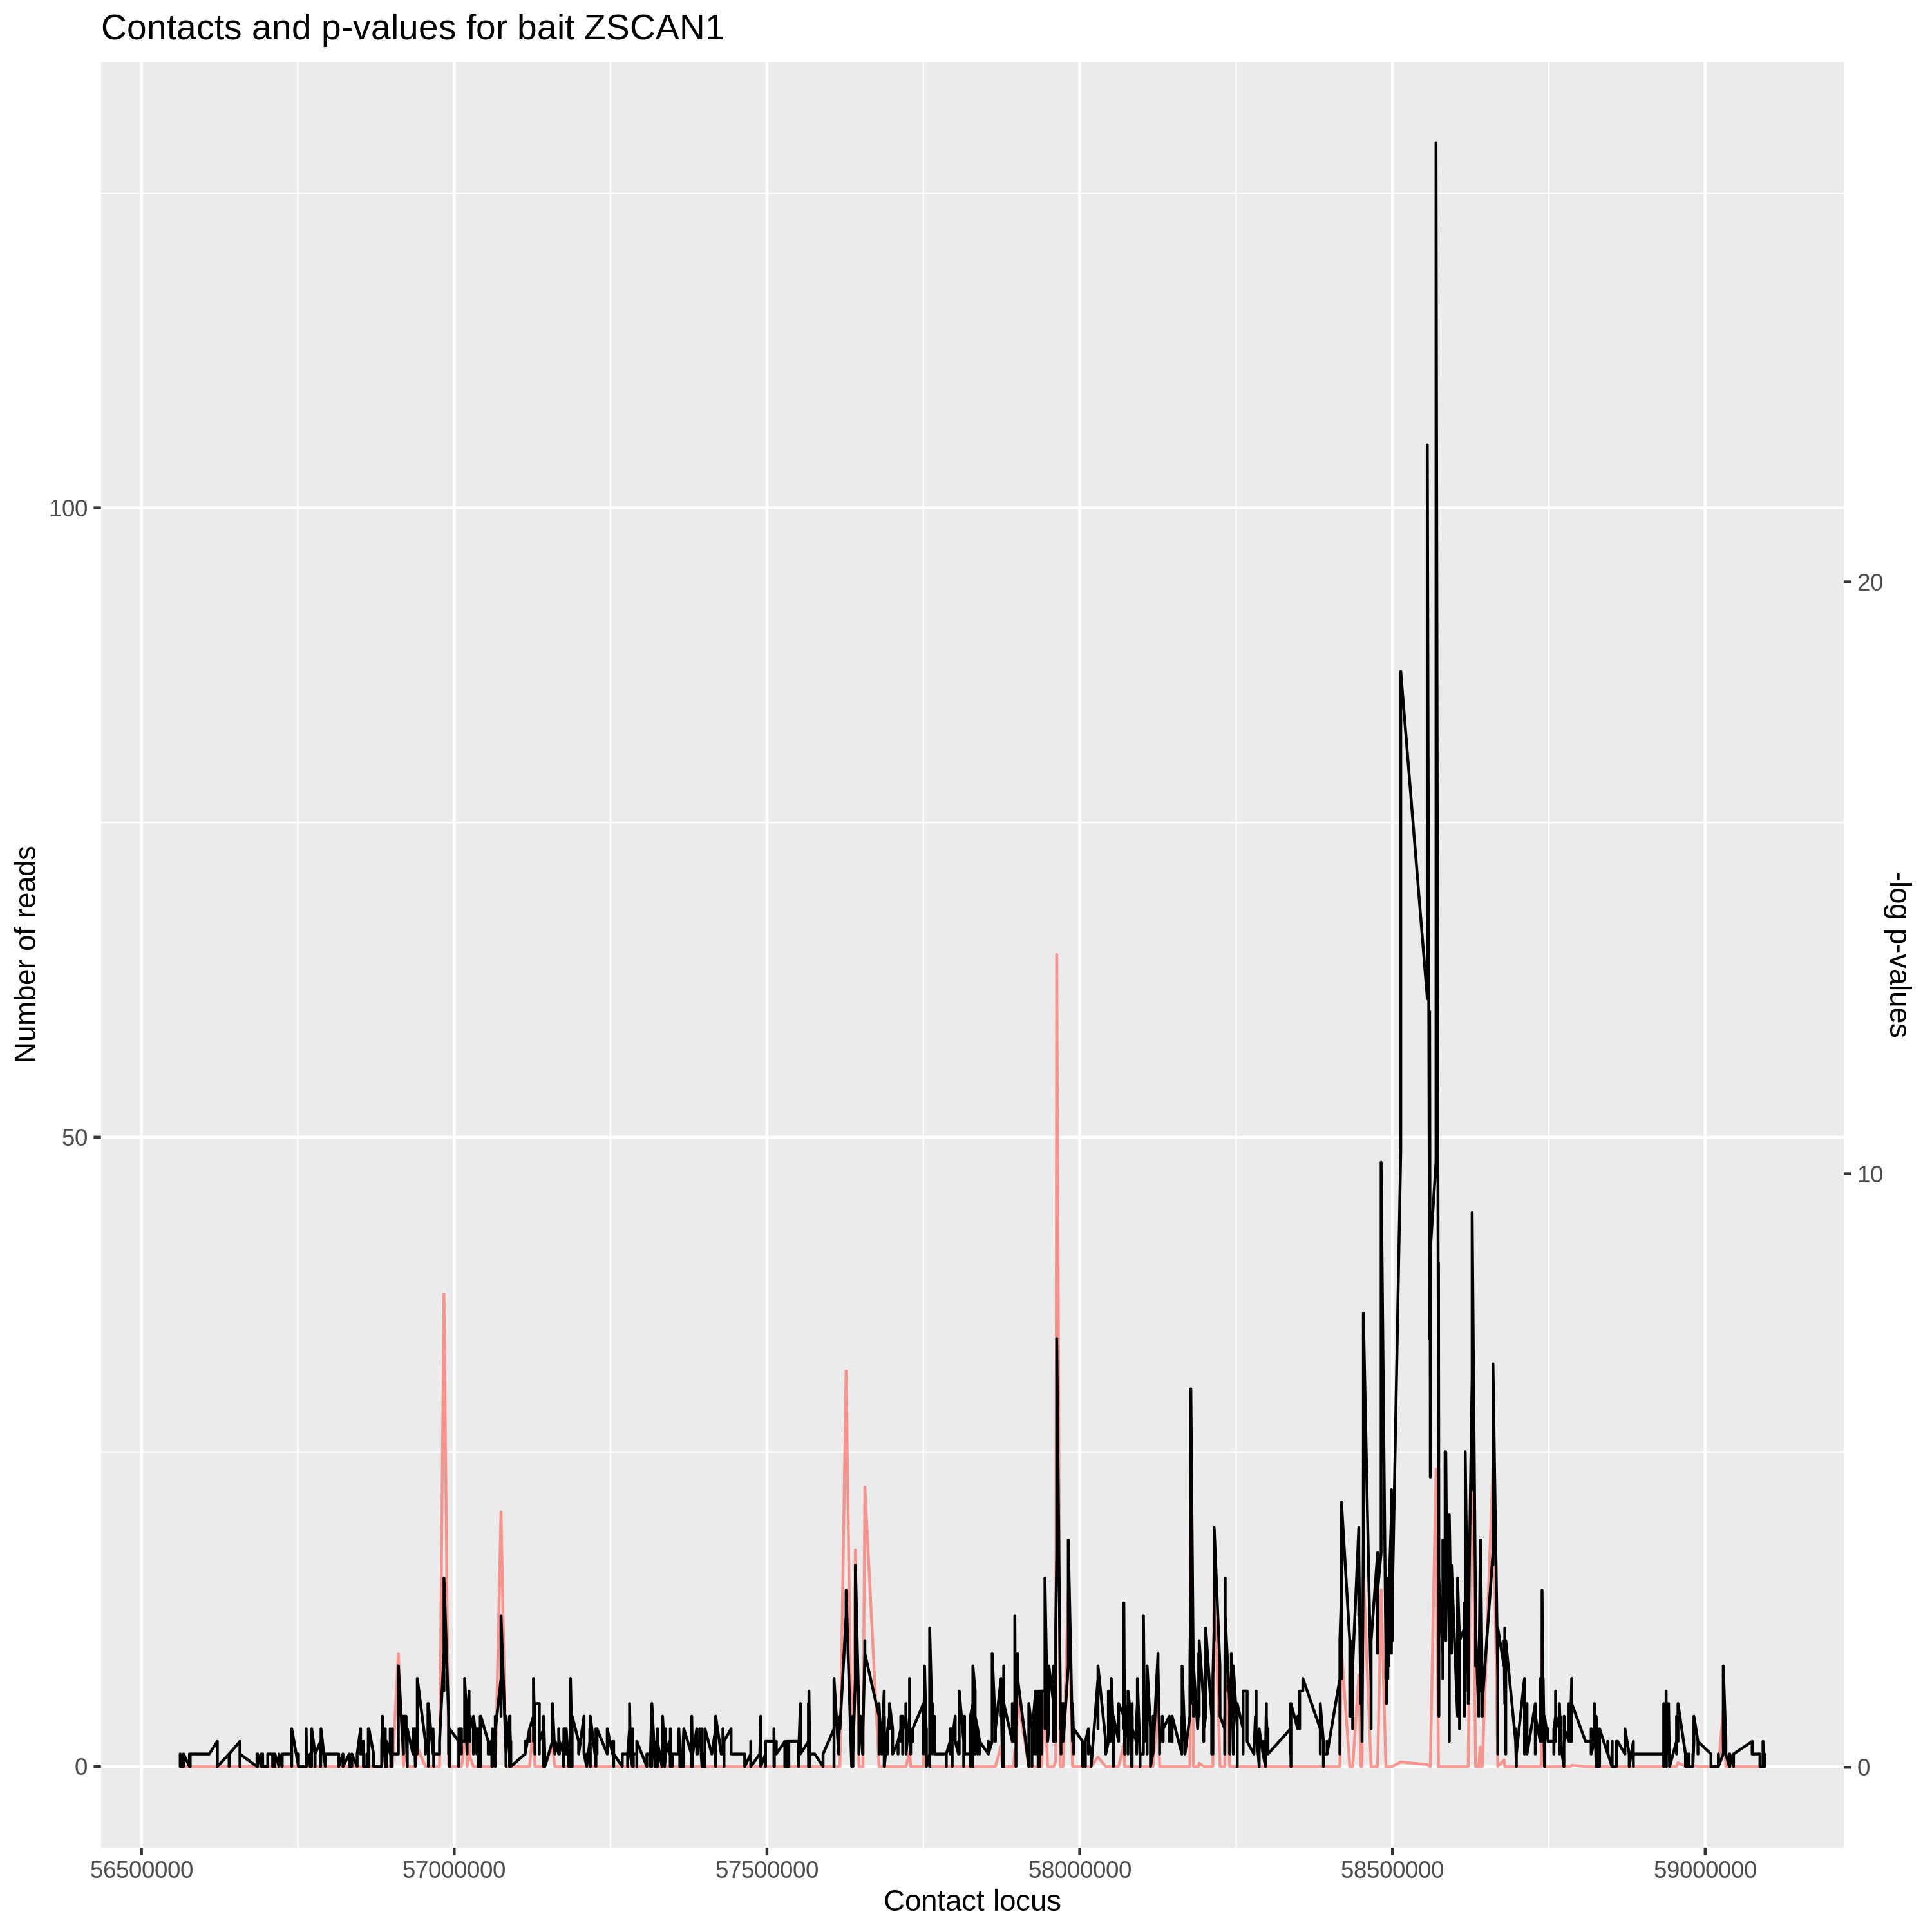 Contacts and p-values for bait ZSCAN1
100
50
0
Number of reads
20
10
0
-log p-values
56500000 57000000 57500000 58000000 58500000 59000000
Contact locus